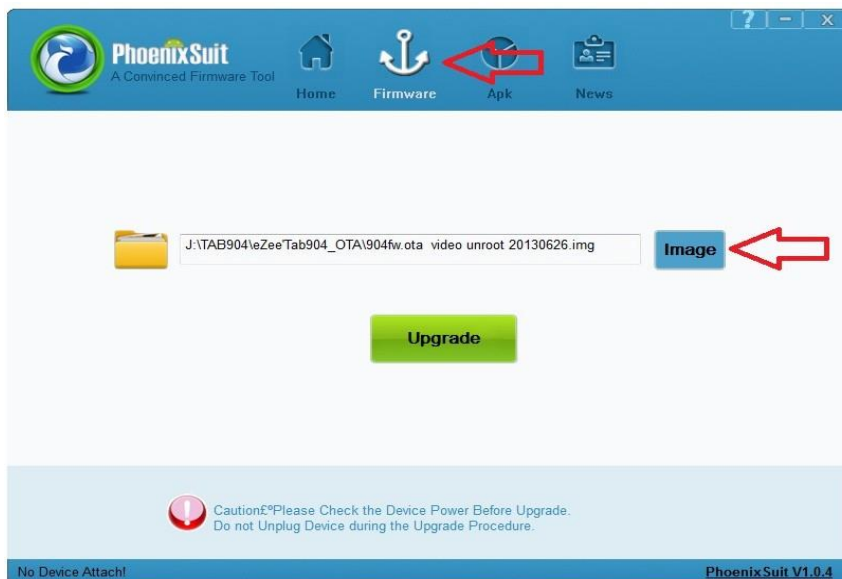 ? − X
PhoenixSuit
A Convinced Firmware Tool
Home Firmware Apk News
J:\TAB904\eZee'Tab904_OTA\904fw.ota video unroot 20130626.img
Image
Upgrade
Caution£ºPlease Check the Device Power Before Upgrade.
Do not Unplug Device during the Upgrade Procedure.
No Device Attach!
PhoenixSuit V1.0.4